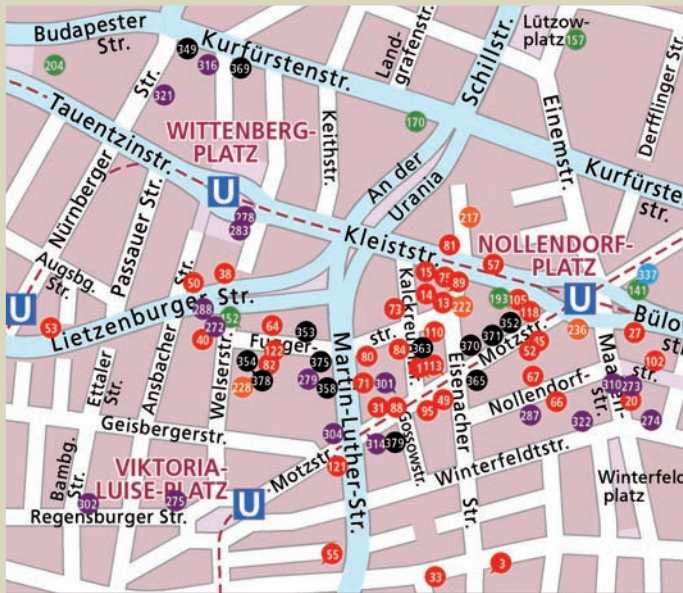 Budapester
Str.
349
316
369
204
321
Str.
Kurfürstenstr.
Land-
grafenstr.
Schillstr.
Lützow-
platz
157
Derfflinger Str.
Tauentzinstr.
WITTENBERG-
PLATZ
Keithstr.
170
An der
Urania
Einemstr.
Kurfürsten
str.
Nürnberger
U
278
283
Passauer Str.
Kleiststr.
217
81
NOLLENDORF-
PLATZ
57
337
141
U
Augsbg.
Str.
U
53
50
38
Lietzenburger Str.
288
272
252
40
64
353
Fugger-
str.
354
122
82
375
228
378
279
358
Ansbacher
Str.
Welserstr.
Ettaler
Str.
15
75
89
14
13
222
193
105
118
73
Kalckreuthstr.
110
84
363
80
113
71
301
31
88
95
49
370
371
352
Motzstr.
365
45
52
67
66
236
27
Bülow
str.
102
310
273
20
274
Nollendorf-
str.
287
322
Eisenacher
Str.
Martin-Luther-Str.
Geisbergerstr.
304
314
379
Gossowstr.
Winterfeldtstr.
Winterfeld
platz
Bambg.
Str.
VIKTORIA-
LUISE-PLATZ
Motzstr.
121
302
275
U
Regensburger Str.
55
33
3